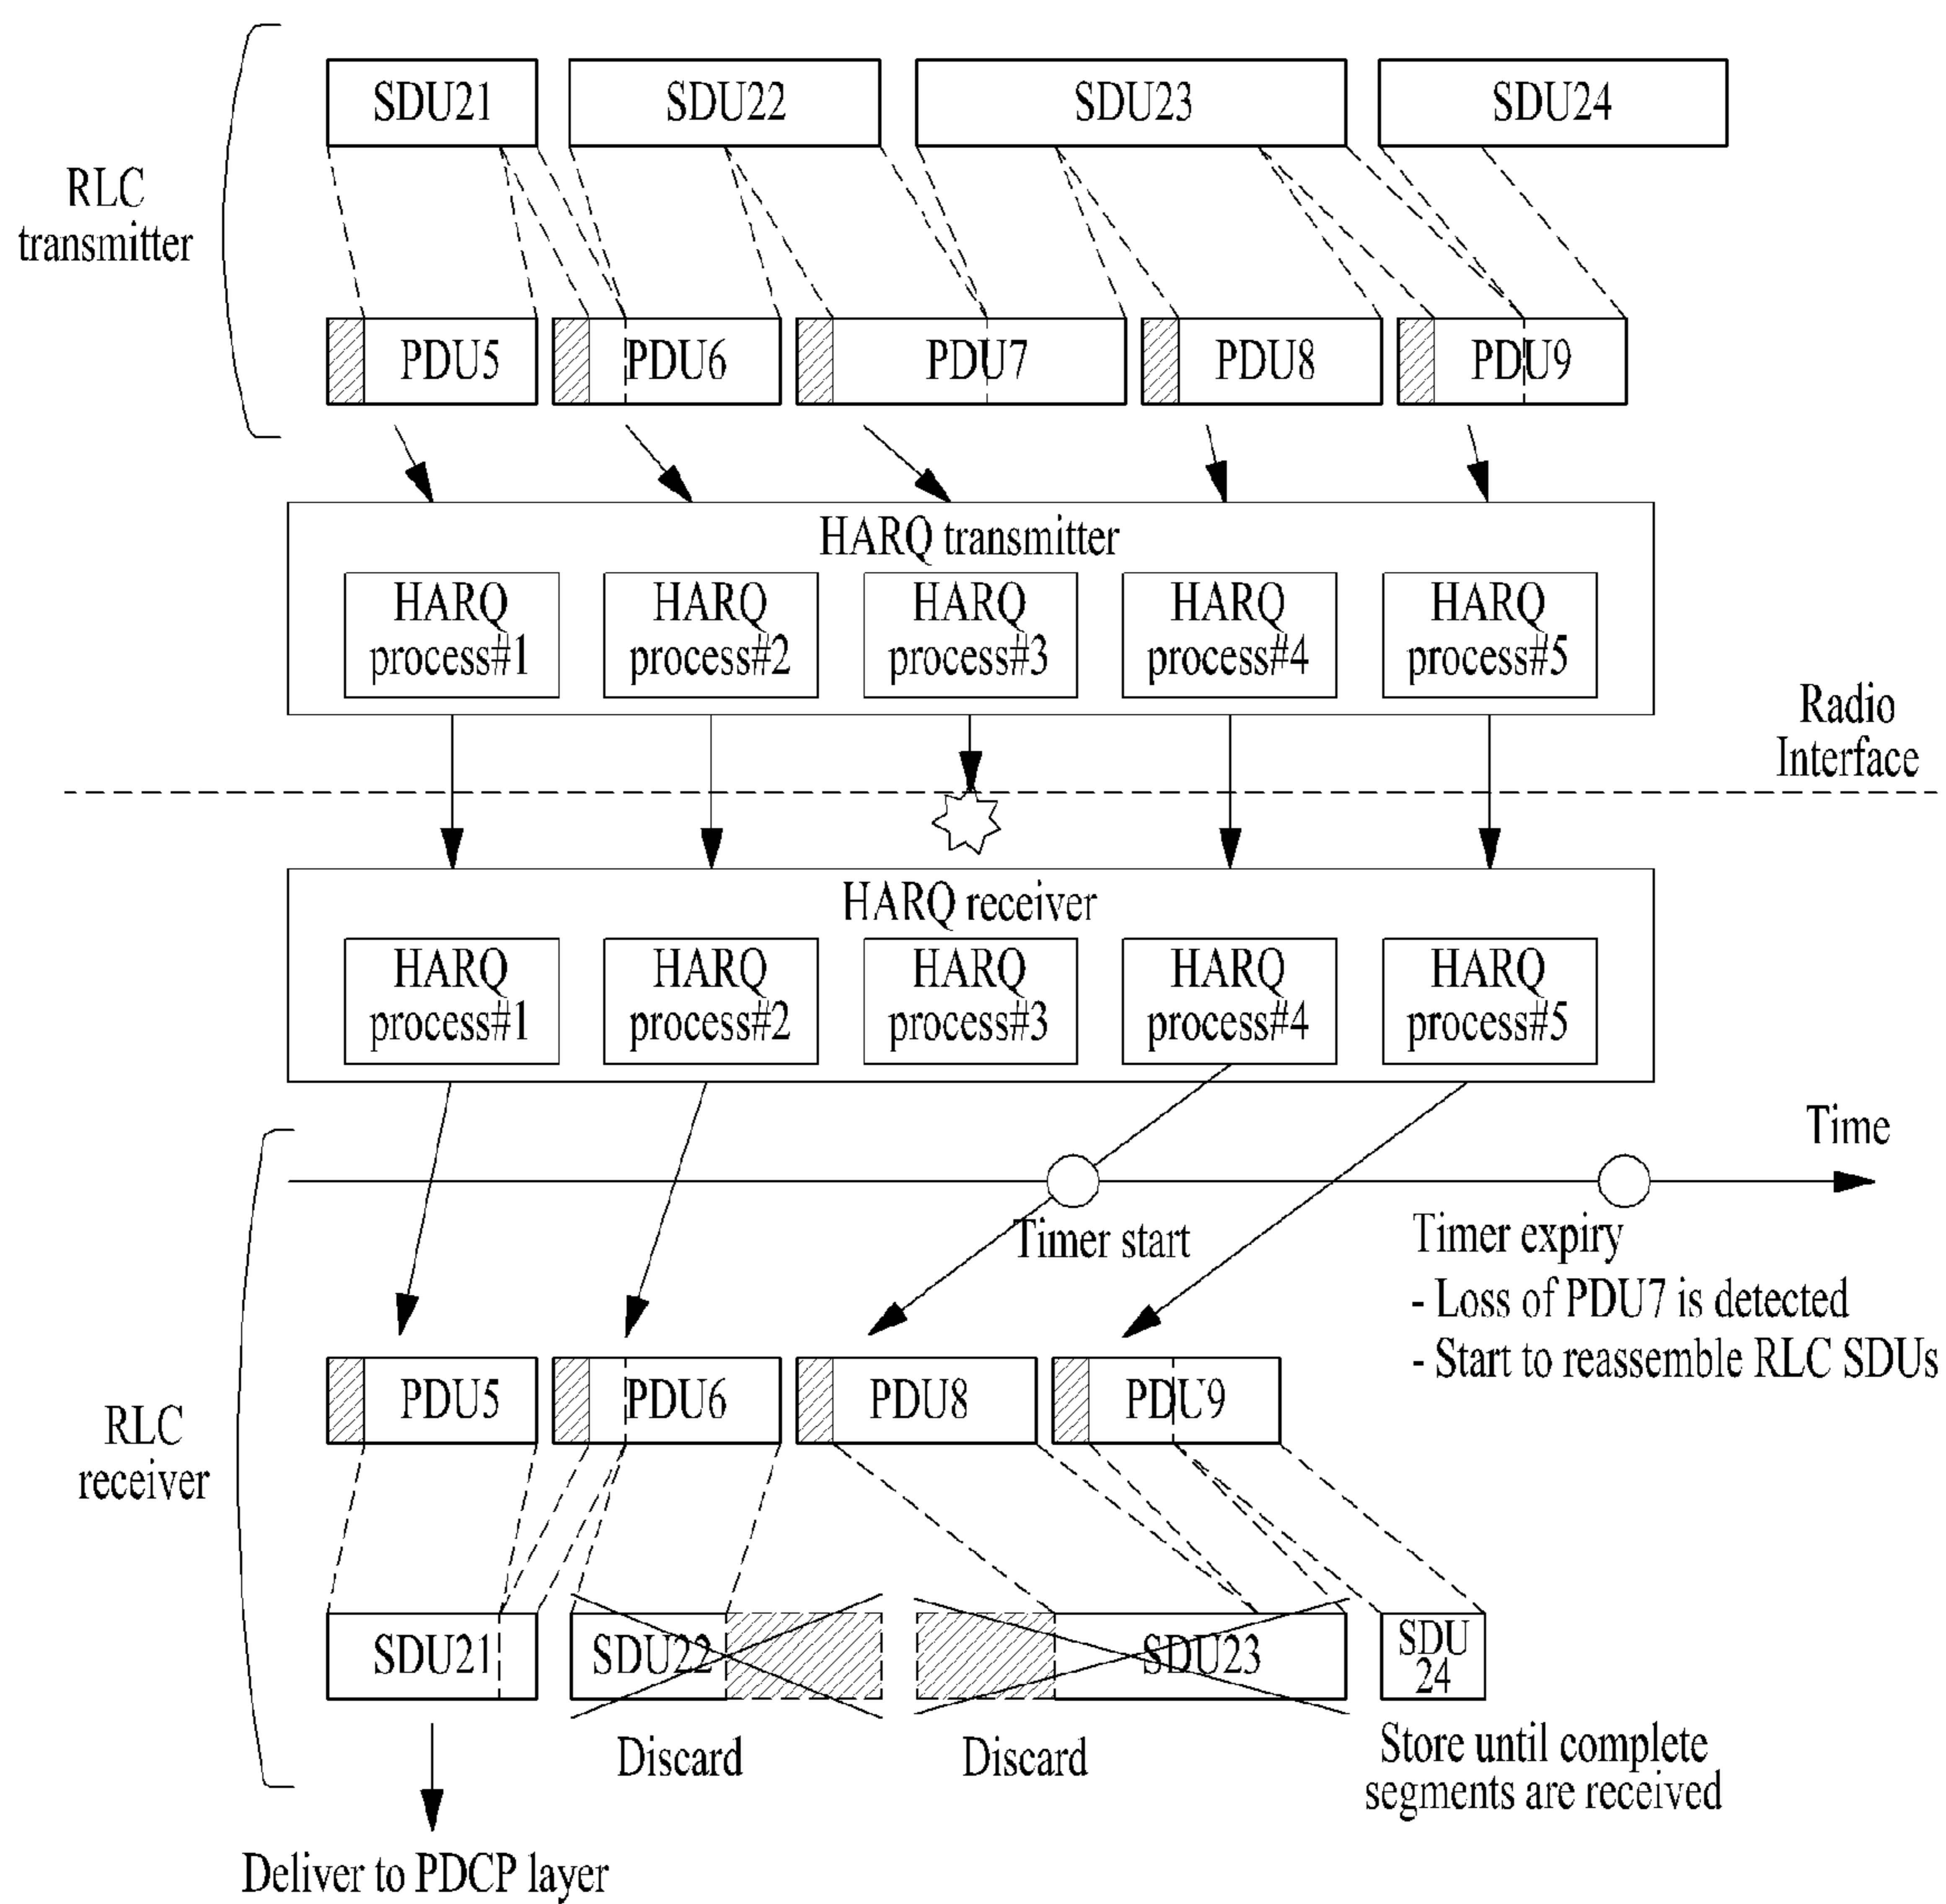 SDU21
SDU22
SDU23
SDU24
RLC
transmitter
PDU5
PDU6
PDU7
PDU8
PDU9
HARQ transmitter
HARQ
process#1
HARQ
process#2
HARQ
process#3
HARQ
process#4
HARQ
process#5
Radio
Interface
HARQ receiver
HARQ
process#1
HARQ
process#2
HARQ
process#3
HARQ
process#4
HARQ
process#5
Time
Timer start
Timer expiry
- Loss of PDU7 is detected
- Start to reassemble RLC SDUs
RLC
receiver
PDU5
PDU6
PDU8
PDU9
SDU21
SDU22
SDU23
SDU
24
Discard
Discard
Store until complete
segments are received
Deliver to PDCP layer